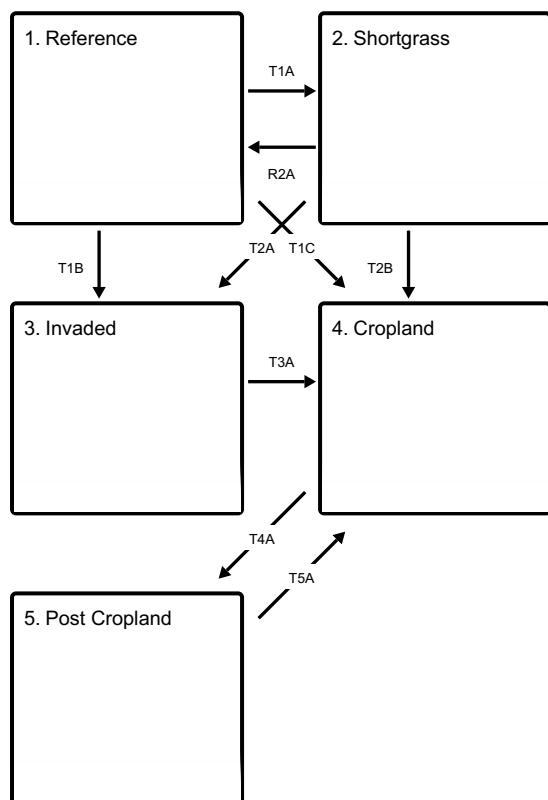 1. Reference
2. Shortgrass
T1A
R2A
T1B
T2A
T1C
T2B
3. Invaded
4. Cropland
T3A
T4A
T5A
5. Post Cropland